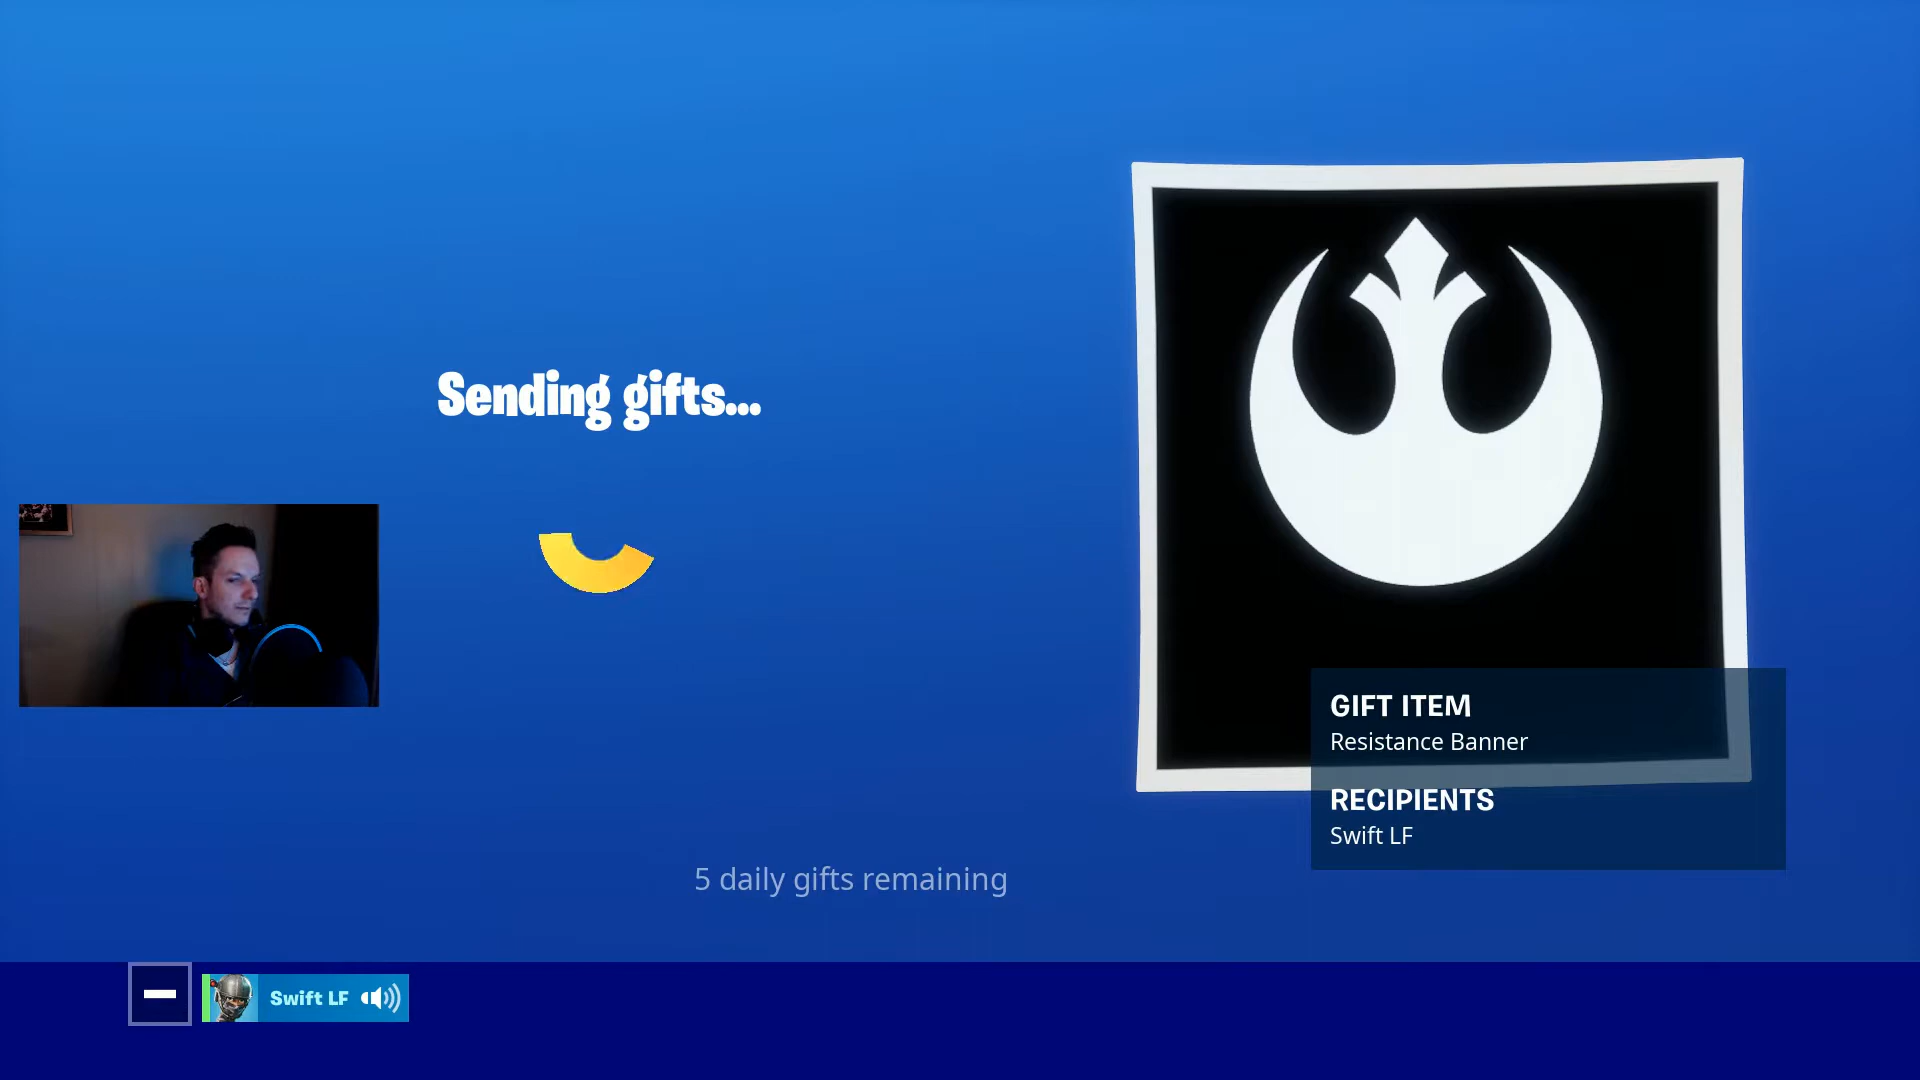 Sending gifts...
GIFT ITEM
Resistance Banner
RECIPIENTS
Swift LF
5 daily gifts remaining
Swift LF